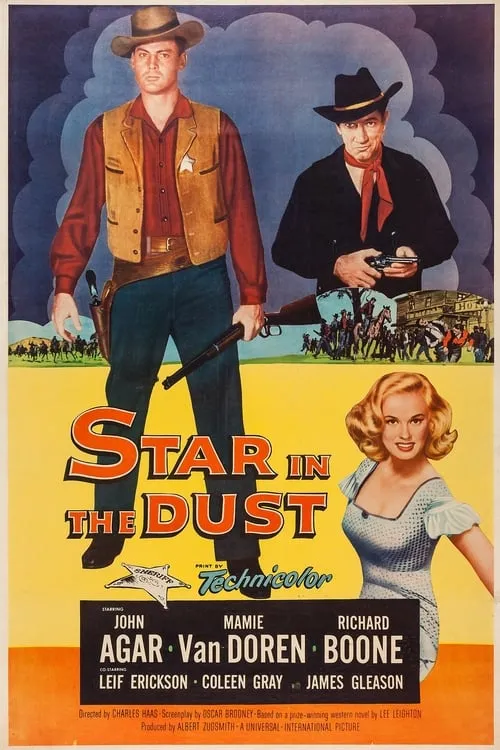 STAR IN
THE DUST
SHERIFF
PRINT BY
Technicolor
STARRING
JOHN MAMIE RICHARD
AGAR · Van DOREN · BOONE
CO-STARRING
LEIF ERICKSON · COLEEN GRAY with JAMES GLEASON
Directed by CHARLES HAAS · Screenplay by OSCAR BRODNEY · Based on a prize-winning western novel by LEE LEIGHTON
Produced by ALBERT ZUGSMITH · A UNIVERSAL-INTERNATIONAL PICTURE